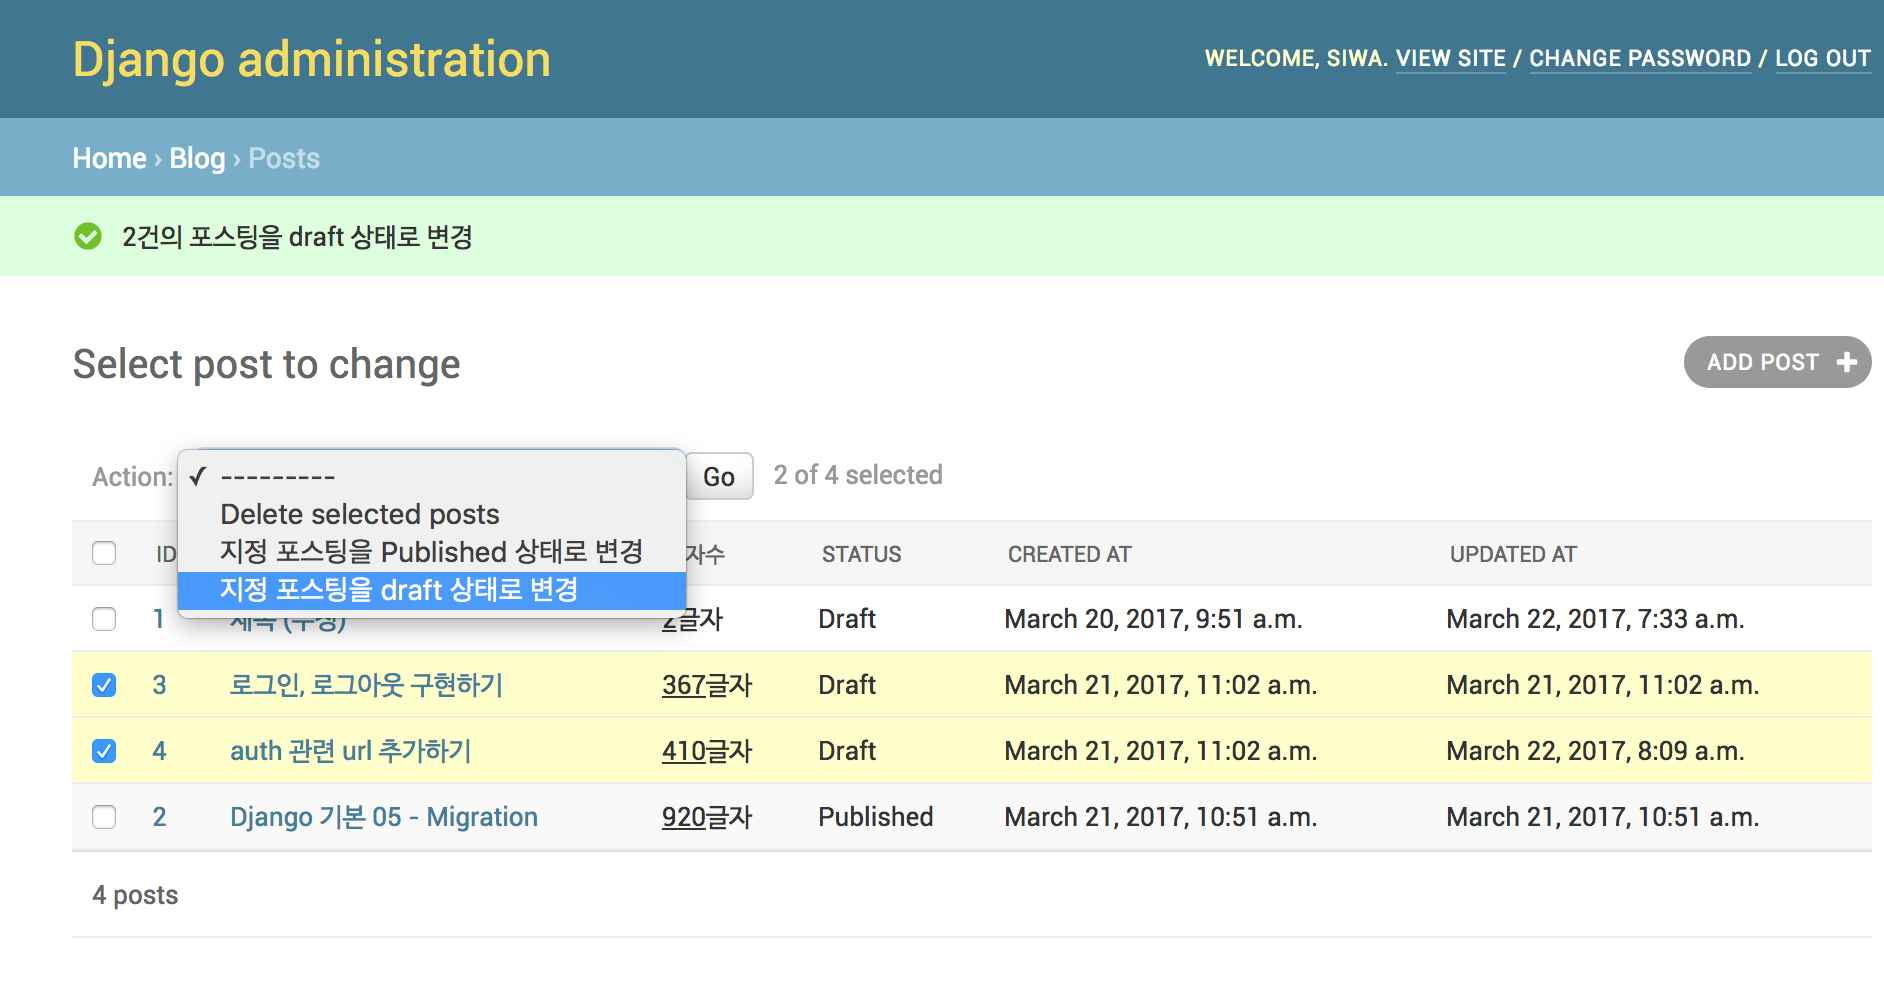 Django administration
WELCOME, SIWA. VIEW SITE / CHANGE PASSWORD / LOG OUT
Home › Blog › Posts
2건의 포스팅을 draft 상태로 변경
Select post to change
ADD POST
Action: ✓ ---------
Go
2 of 4 selected
Delete selected posts
지정 포스팅을 Published 상태로 변경
지정 포스팅을 draft 상태로 변경
ID 자수 STATUS CREATED AT UPDATED AT
1 (수정) 2글자 Draft March 20, 2017, 9:51 a.m. March 22, 2017, 7:33 a.m.
3 로그인, 로그아웃 구현하기 367글자 Draft March 21, 2017, 11:02 a.m. March 21, 2017, 11:02 a.m.
4 auth 관련 url 추가하기 410글자 Draft March 21, 2017, 11:02 a.m. March 22, 2017, 8:09 a.m.
2 Django 기본 05 - Migration 920글자 Published March 21, 2017, 10:51 a.m. March 21, 2017, 10:51 a.m.
4 posts